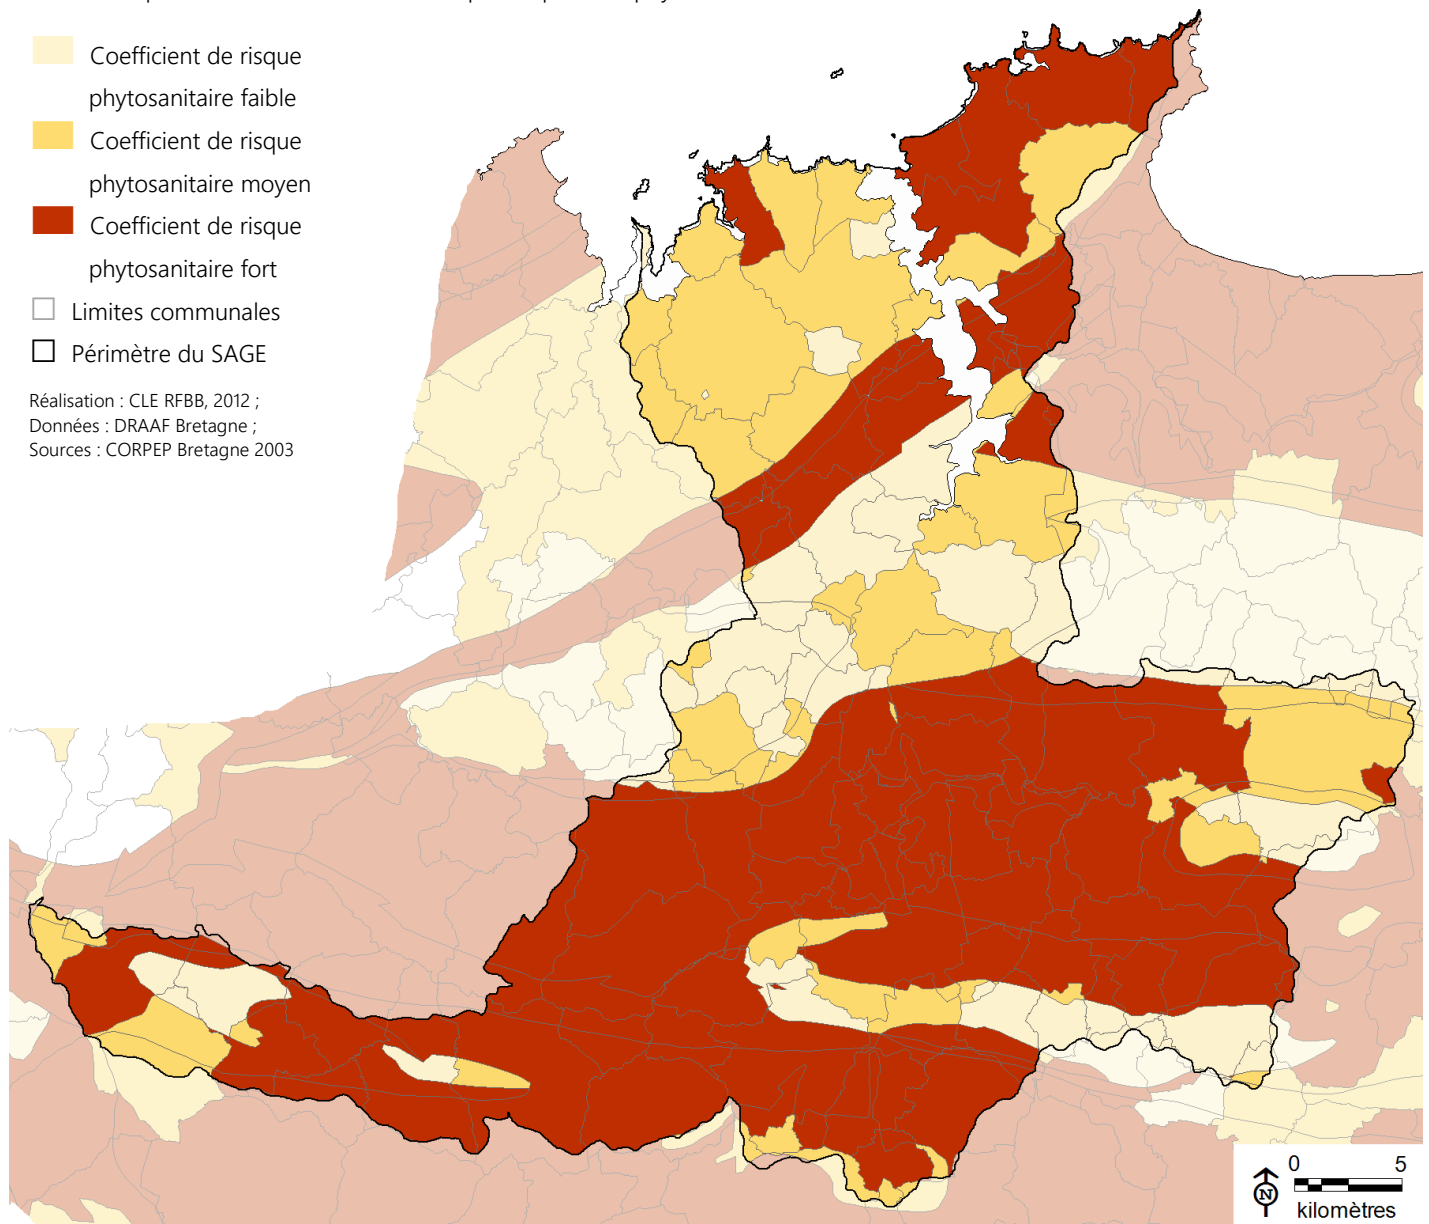 Coefficient de risque
phytosanitaire faible
Coefficient de risque
phytosanitaire moyen
Coefficient de risque
phytosanitaire fort
Limites communales
Périmètre du SAGE
Réalisation : CLE RFBB, 2012 ;
Données : DRAAF Bretagne ;
Sources : CORPEP Bretagne 2003
0 5
N
kilomètres